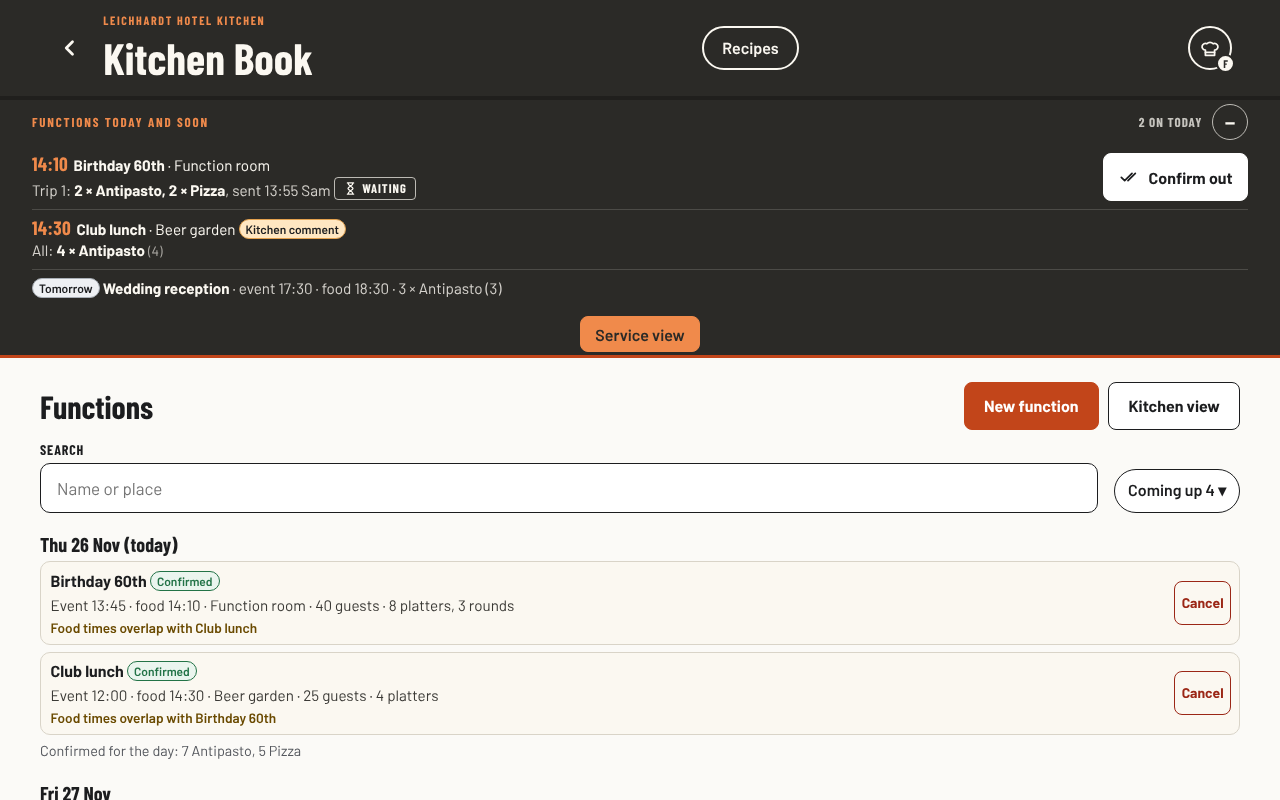 LEICHHARDT HOTEL KITCHEN
Kitchen Book
Recipes
F
FUNCTIONS TODAY AND SOON
2 ON TODAY
–
14:10 Birthday 60th · Function room
Trip 1: 2 × Antipasto, 2 × Pizza, sent 13:55 Sam WAITING
Confirm out
14:30 Club lunch · Beer garden Kitchen comment
All: 4 × Antipasto (4)
Tomorrow Wedding reception · event 17:30 · food 18:30 · 3 × Antipasto (3)
Service view
Functions
New function
Kitchen view
SEARCH
Name or place
Coming up 4 ▾
Thu 26 Nov (today)
Birthday 60th Confirmed
Event 13:45 · food 14:10 · Function room · 40 guests · 8 platters, 3 rounds
Food times overlap with Club lunch
Cancel
Club lunch Confirmed
Event 12:00 · food 14:30 · Beer garden · 25 guests · 4 platters
Food times overlap with Birthday 60th
Cancel
Confirmed for the day: 7 Antipasto, 5 Pizza
Fri 27 Nov